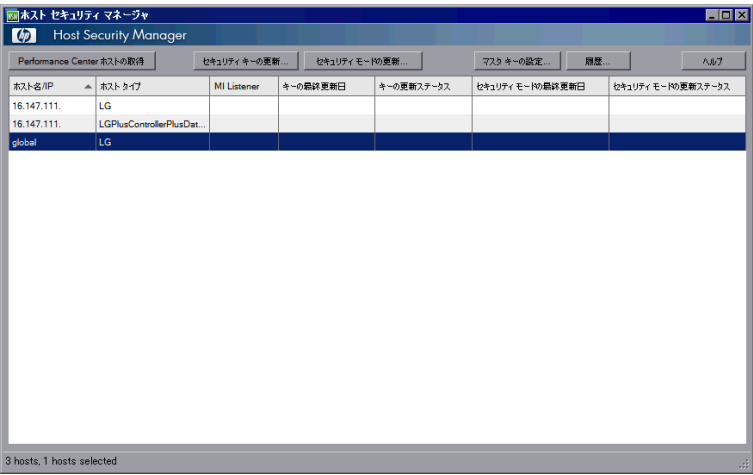 ホスト セキュリティ マネージャ
hp Host Security Manager
Performance Center ホストの取得 セキュリティ キーの更新... セキュリティ モードの更新... マスタ キーの設定... 履歴... ヘルプ
ホスト名/IP ホスト タイプ MI Listener キーの最終更新日 キーの更新ステータス セキュリティ モードの最終更新日 セキュリティ モードの更新ステータス
16.147.111. LG
16.147.111. LGPlusControllerPlusDat...
global LG
3 hosts, 1 hosts selected